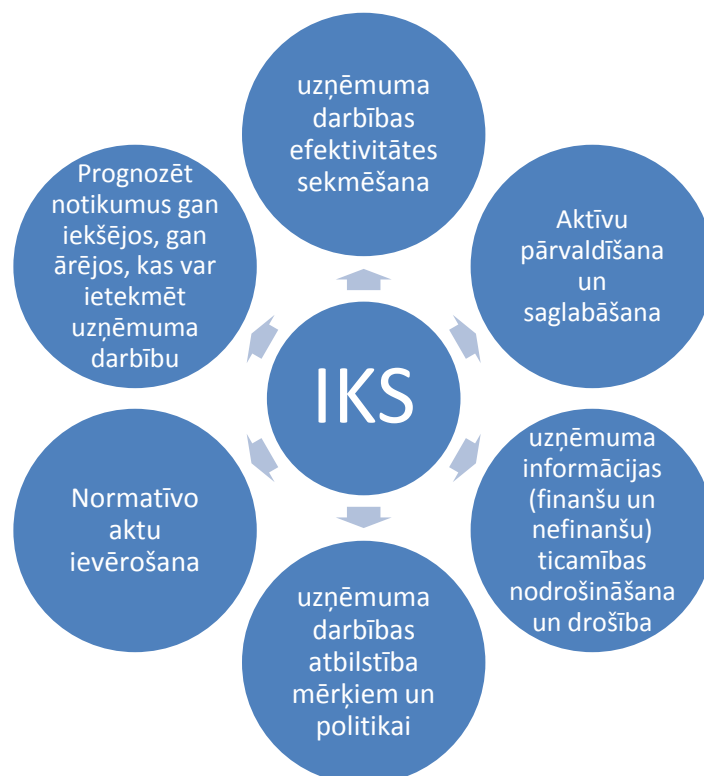 uzņēmuma
darbības
efektivitātes
sekmēšana
Aktīvu
pārvaldīšana
un
saglabāšana
uzņēmuma
informācijas
(finanšu un
nefinanšu)
ticamības
nodrošināšana
un drošība
uzņēmuma
darbības
atbilstība
mērķiem un
politikai
Normatīvo
aktu
ievērošana
Prognozēt
notikumus gan
iekšējos, gan
ārējos, kas var
ietekmēt
uzņēmuma
darbību
IKS